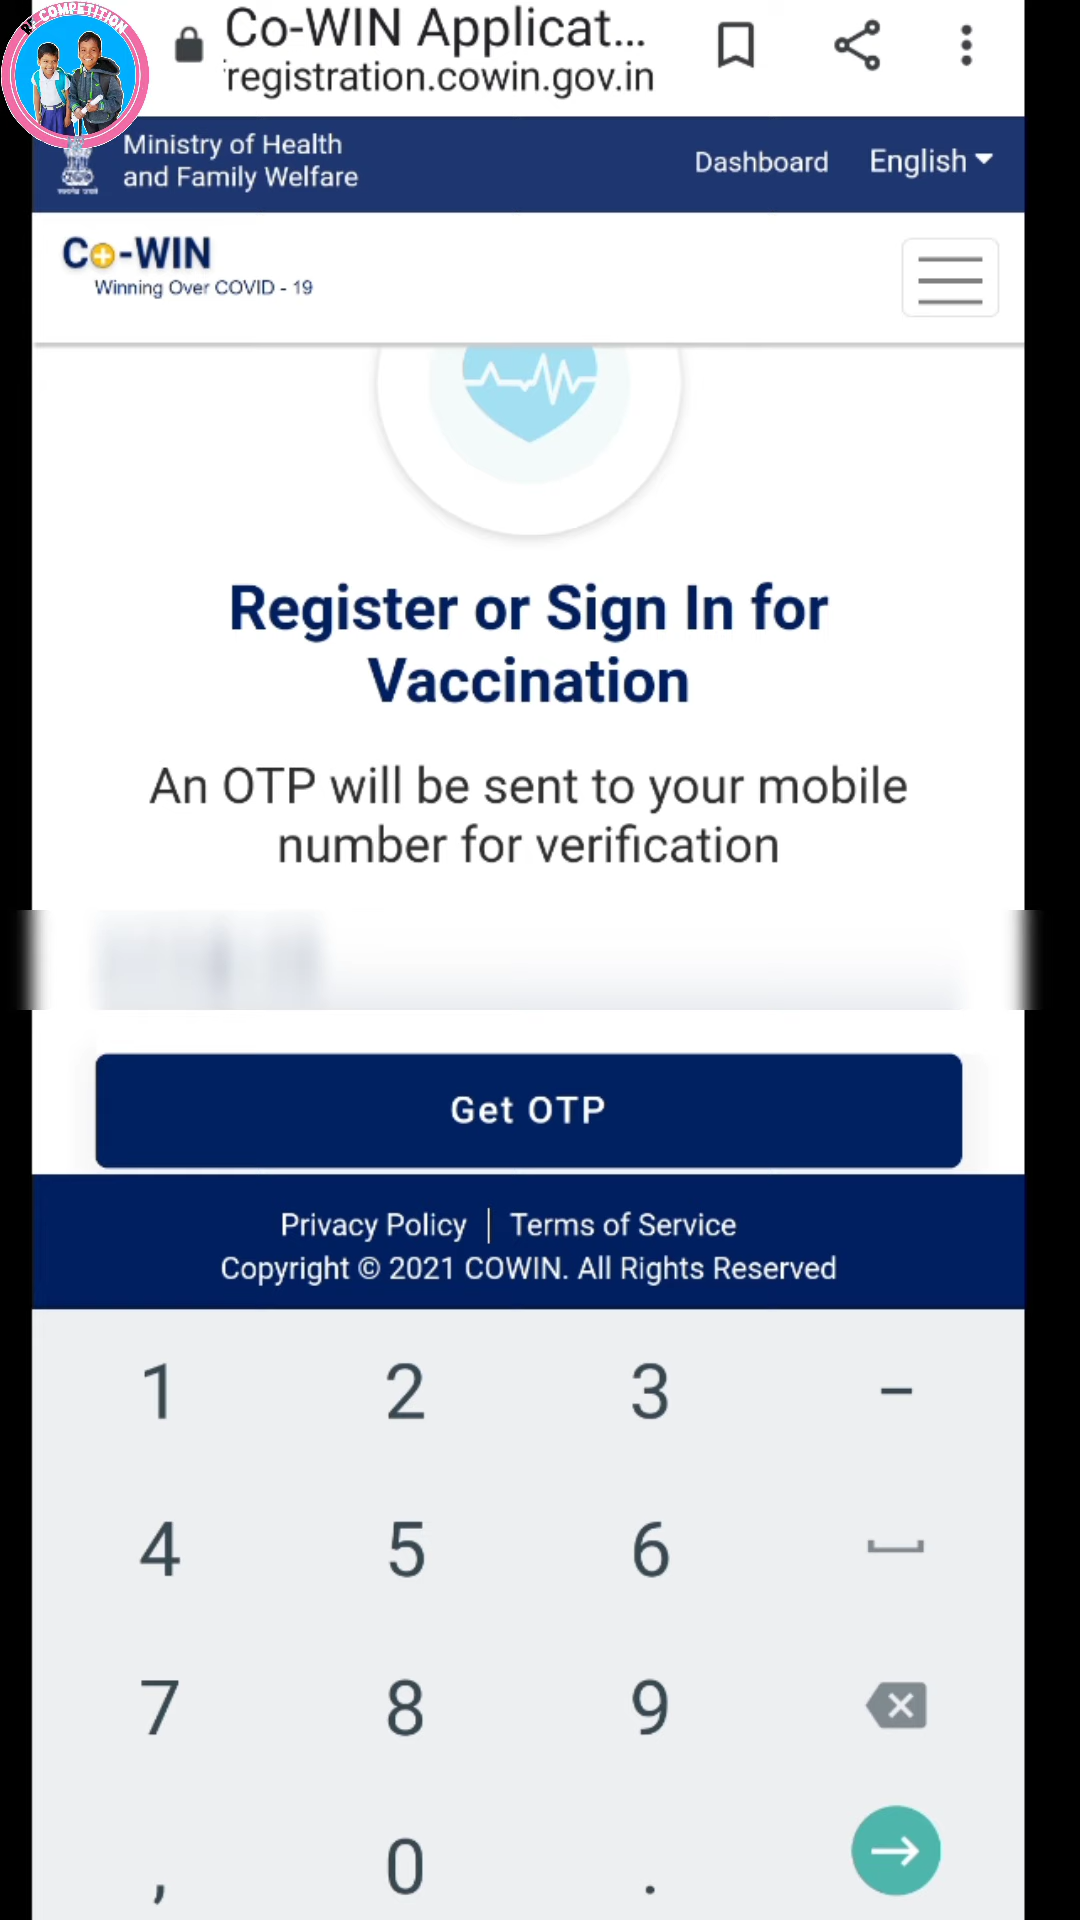 BE COMPETITION
Co-WIN Applicat...
registration.cowin.gov.in
Ministry of Health
and Family Welfare
Dashboard
English
Co-WIN
Winning Over COVID - 19
Register or Sign In for
Vaccination
An OTP will be sent to your mobile
number for verification
Get OTP
Privacy Policy | Terms of Service
Copyright © 2021 COWIN. All Rights Reserved
1 2 3 –
4 5 6
7 8 9
, 0 .